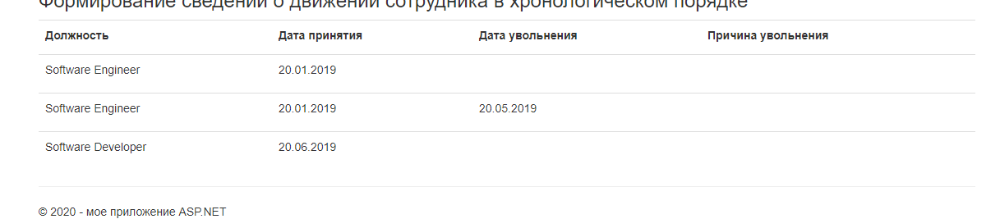 Формирование сведений о движении сотрудника в хронологическом порядке
Должность Дата принятия Дата увольнения Причина увольнения
Software Engineer 20.01.2019
Software Engineer 20.01.2019 20.05.2019
Software Developer 20.06.2019
© 2020 - мое приложение ASP.NET